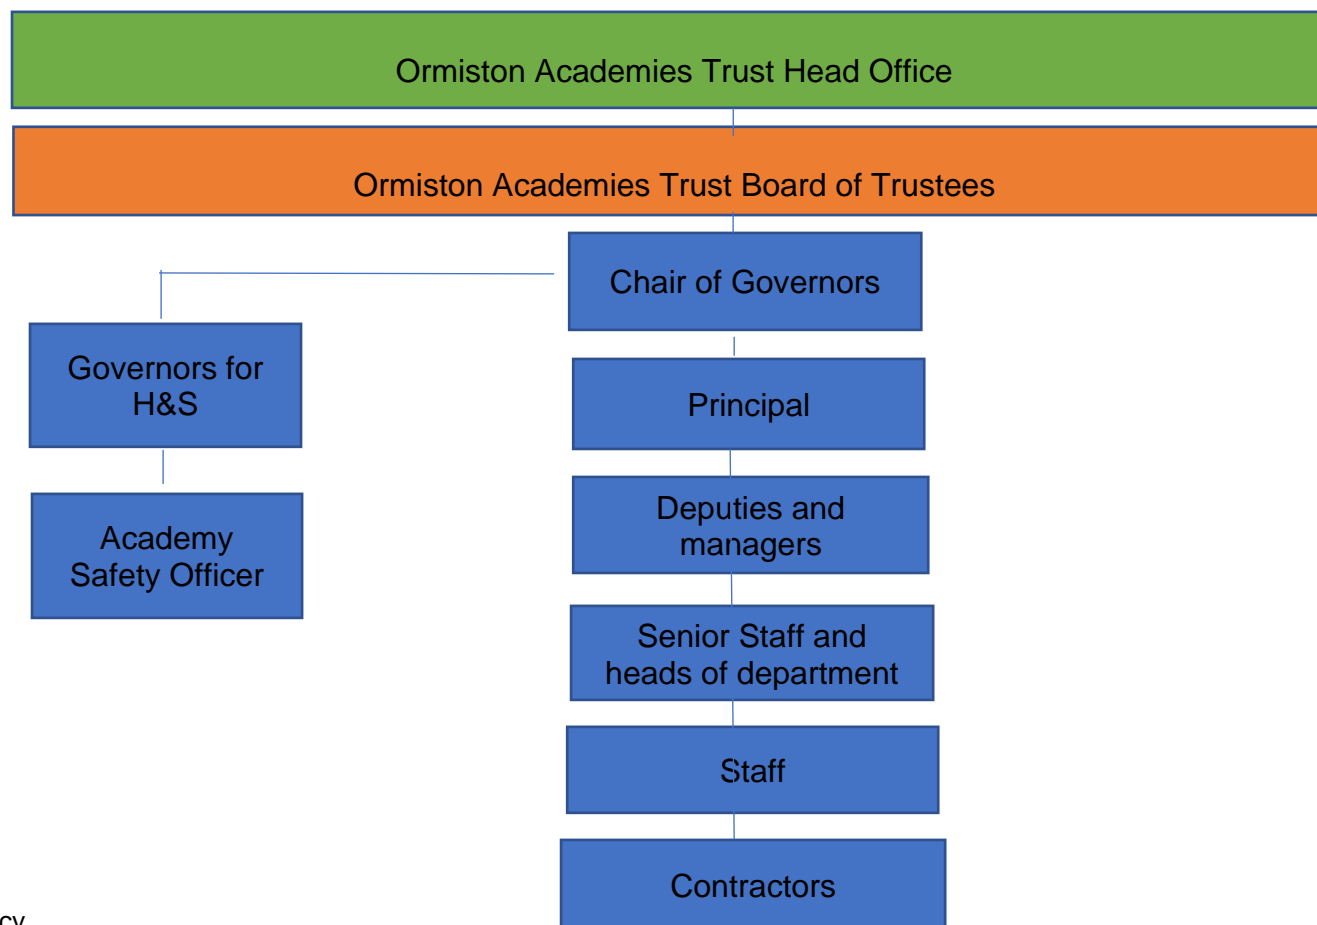 Ormiston Academies Trust Head Office
Ormiston Academies Trust Board of Trustees
Chair of Governors
Governors for
H&S
Principal
Academy
Safety Officer
Deputies and
managers
Senior Staff and
heads of department
Staff
Contractors